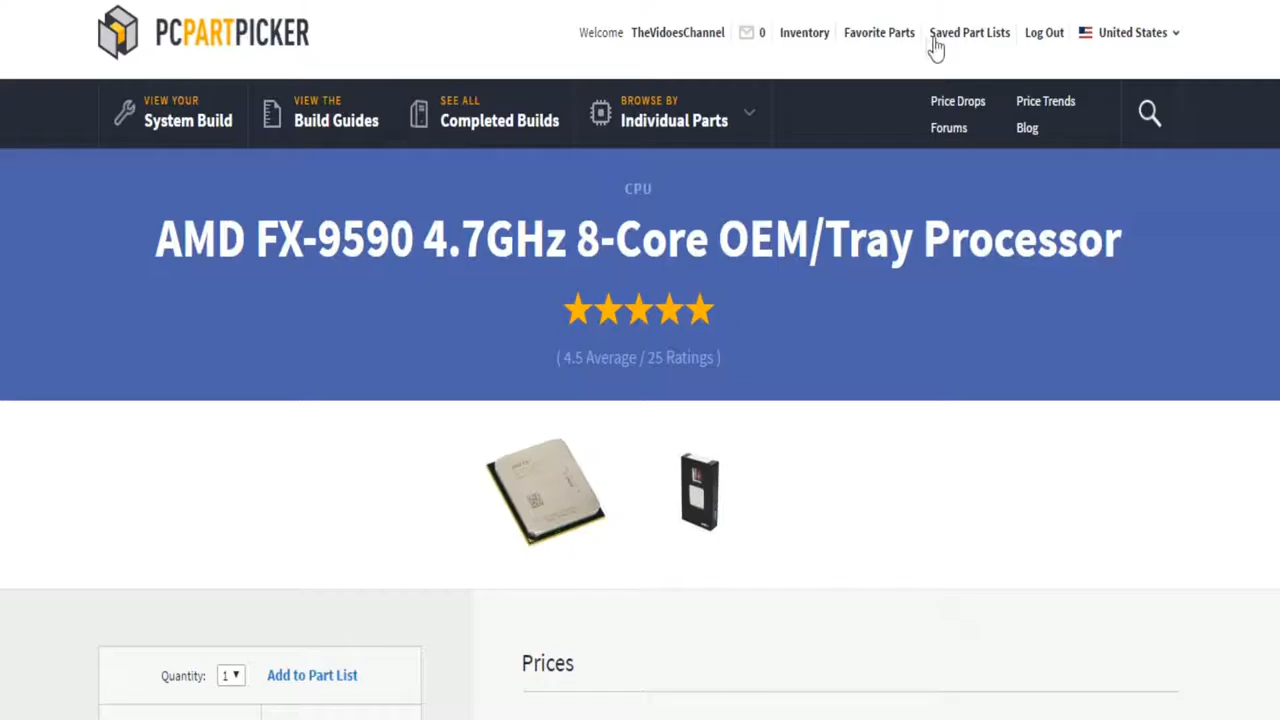 PCPARTPICKER
Welcome TheVidoesChannel 0 Inventory Favorite Parts Saved Part Lists Log Out United States
VIEW YOUR
System Build
VIEW THE
Build Guides
SEE ALL
Completed Builds
BROWSE BY
Individual Parts
Price Drops Price Trends
Forums Blog
CPU
AMD FX-9590 4.7GHz 8-Core OEM/Tray Processor
( 4.5 Average / 25 Ratings )
Quantity: 1 Add to Part List
Prices